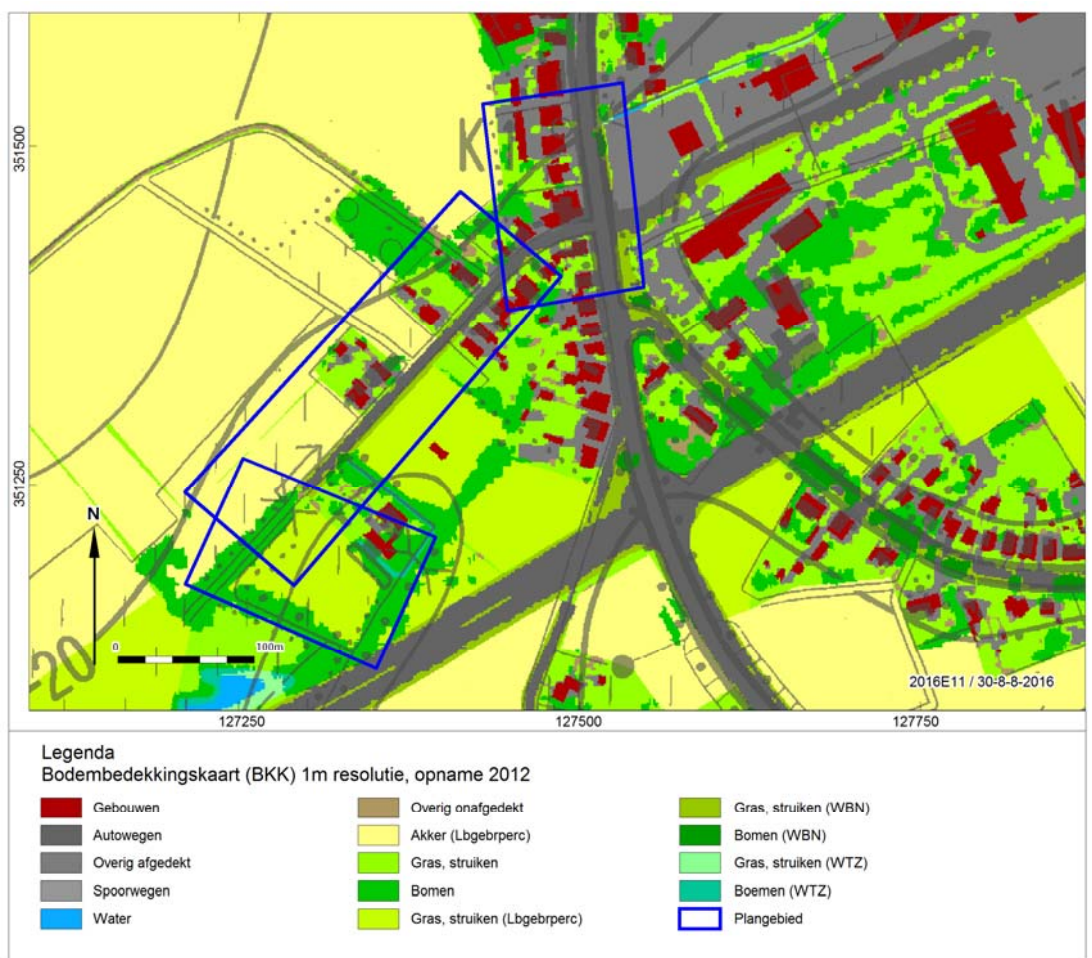 K1
351500
351250
N
0 100m
-20
2016E11 / 30-8-8-2016
127250 127500 127750
Legenda
Bodembedekkingskaart (BKK) 1m resolutie, opname 2012
Gebouwen
Autowegen
Overig afgedekt
Spoorwegen
Water
Overig onafgedekt
Akker (Lbgebrperc)
Gras, struiken
Bomen
Gras, struiken (Lbgebrperc)
Gras, struiken (WBN)
Bomen (WBN)
Gras, struiken (WTZ)
Boemen (WTZ)
Plangebied